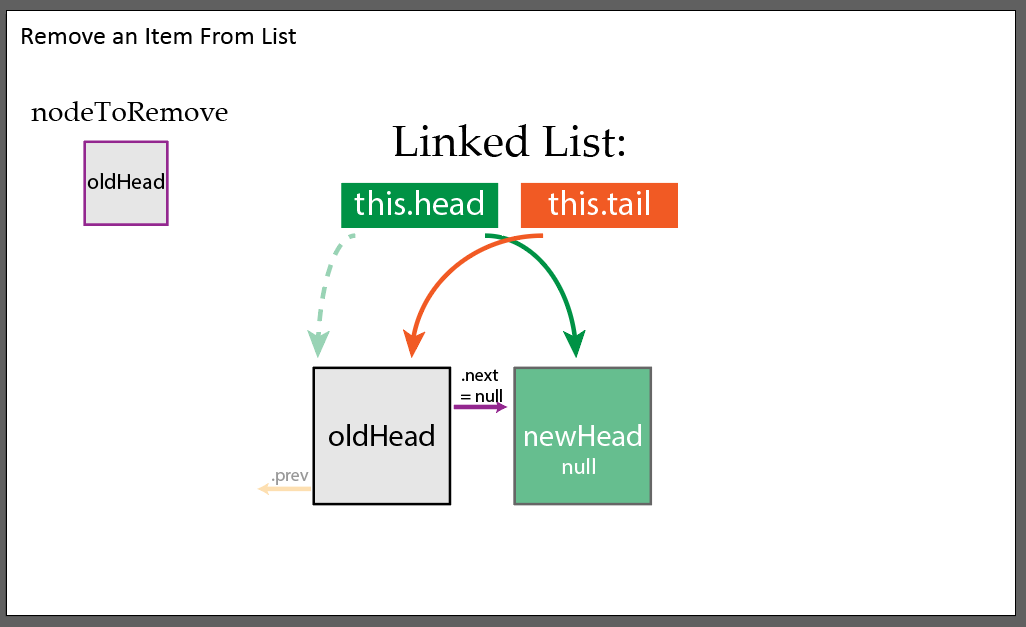 Remove an Item From List
nodeToRemove
oldHead
Linked List:
this.head
this.tail
.next
= null
oldHead
newHead
null
.prev